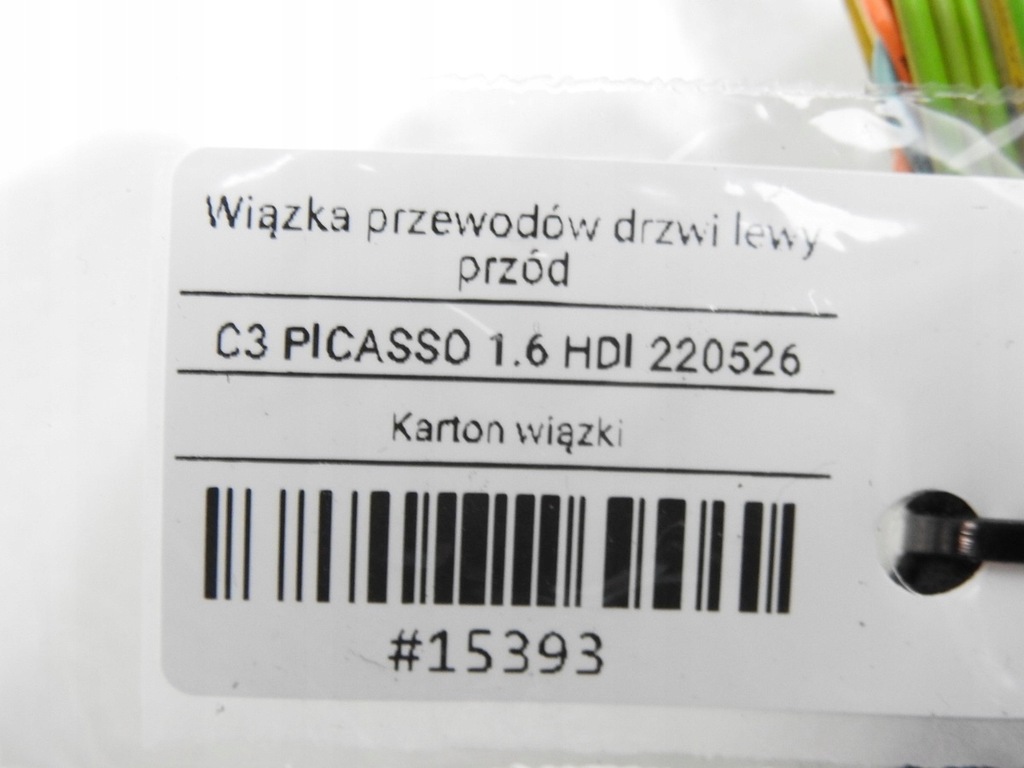 Wiązka przewodów drzwi lewy
przód
C3 PICASSO 1.6 HDI 220526
Karton wiązki
#15393